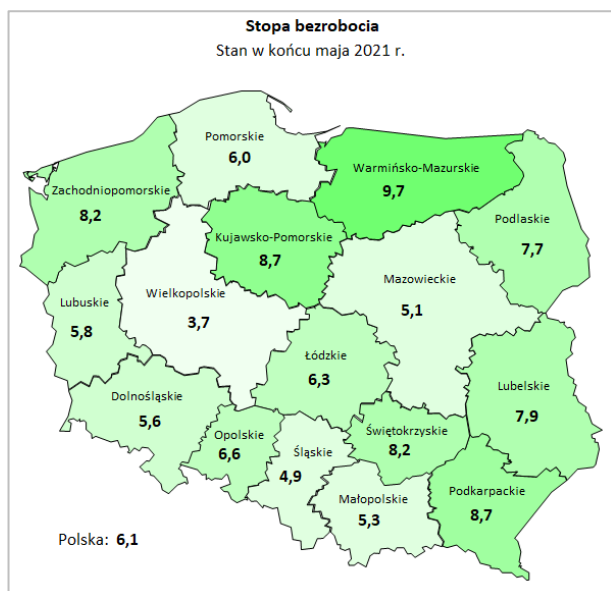 Stopa bezrobocia
Stan w końcu maja 2021 r.
Pomorskie
6,0
Warmińsko-Mazurskie
9,7
Zachodniopomorskie
8,2
Podlaskie
7,7
Kujawsko-Pomorskie
8,7
Mazowieckie
5,1
Wielkopolskie
3,7
Lubuskie
5,8
Łódzkie
6,3
Lubelskie
7,9
Dolnośląskie
5,6
Opolskie
6,6
Śląskie
4,9
Świętokrzyskie
8,2
Małopolskie
5,3
Podkarpackie
8,7
Polska: 6,1